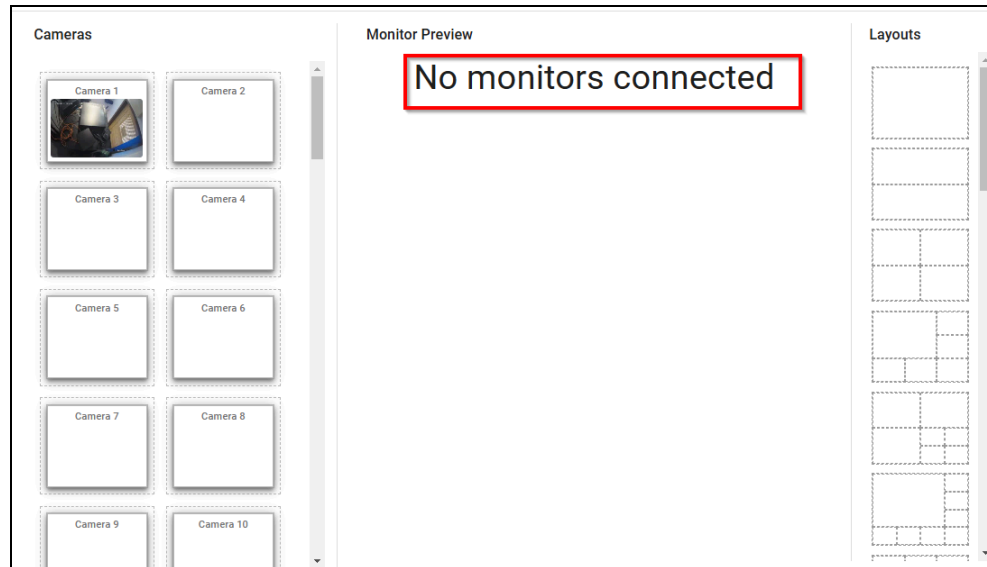 Cameras
Monitor Preview
Layouts
No monitors connected
Camera 1
Camera 2
Camera 3
Camera 4
Camera 5
Camera 6
Camera 7
Camera 8
Camera 9
Camera 10